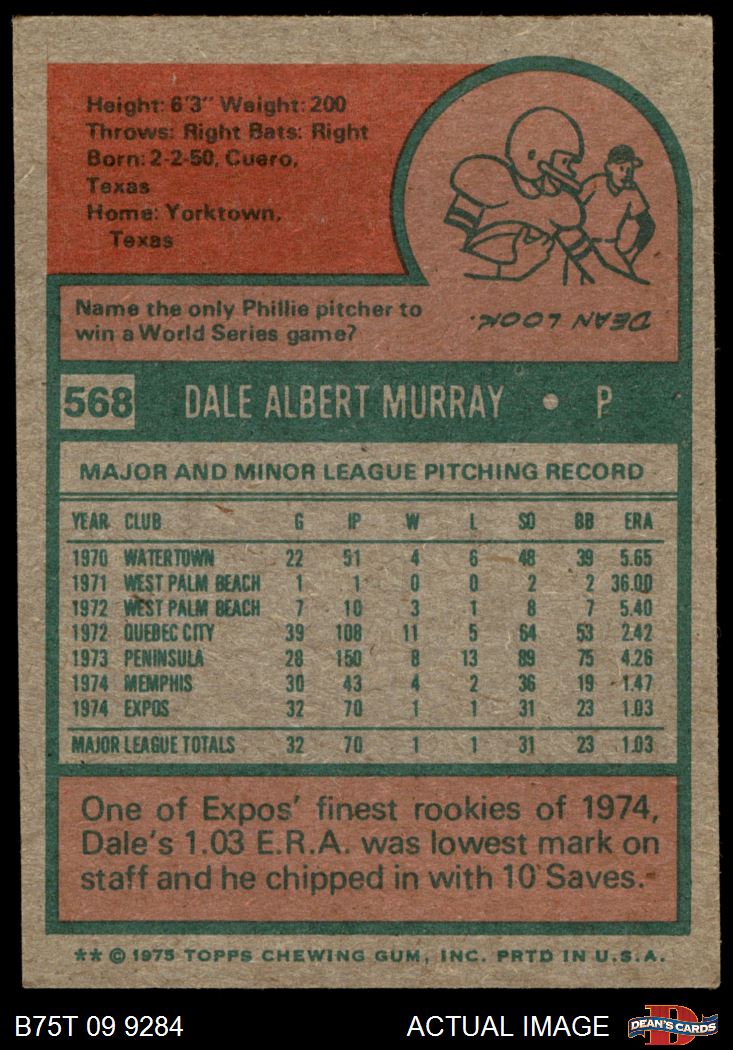 Height: 6'3" Weight: 200
Throws: Right Bats: Right
Born: 2-2-50, Cuero,
Texas
Home: Yorktown,
Texas
Name the only Phillie pitcher to
win a World Series game?
DEAN LOOK.
568 DALE ALBERT MURRAY • P
MAJOR AND MINOR LEAGUE PITCHING RECORD
YEAR CLUB G IP W L SO BB ERA
1970 WATERTOWN 22 51 4 6 48 39 5.65
1971 WEST PALM BEACH 1 1 0 0 2 2 36.00
1972 WEST PALM BEACH 7 10 3 1 8 7 5.40
1972 QUEBEC CITY 39 108 11 5 64 53 2.42
1973 PENINSULA 28 150 8 13 89 75 4.26
1974 MEMPHIS 30 43 4 2 36 19 1.47
1974 EXPOS 32 70 1 1 31 23 1.03
MAJOR LEAGUE TOTALS 32 70 1 1 31 23 1.03
One of Expos' finest rookies of 1974,
Dale's 1.03 E.R.A. was lowest mark on
staff and he chipped in with 10 Saves.
** © 1975 TOPPS CHEWING GUM, INC. PRTD IN U.S.A.
B75T 09 9284 ACTUAL IMAGE DEAN'S CARDS